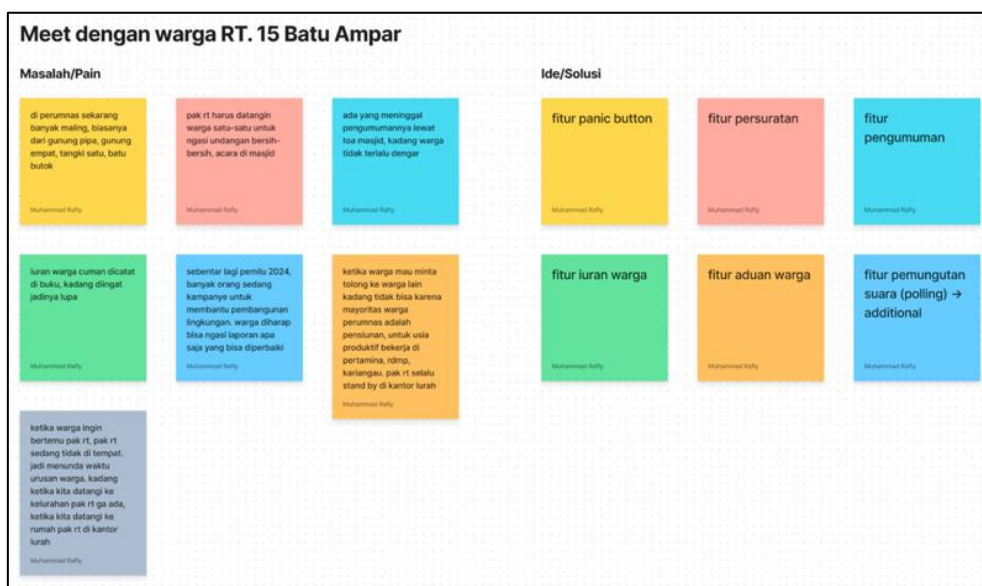 Meet dengan warga RT. 15 Batu Ampar
Masalah/Pain
di perumnas sekarang
banyak maling, biasanya
dari gunung pipa, gunung
empat, tangki satu, batu
butok
Muhammad Rafly
pak rt harus datangin
warga satu-satu untuk
ngasi undangan bersih-
bersih, acara di masjid
Muhammad Rafly
ada yang meninggal
pengumumannya lewat
toa masjid, kadang warga
tidak terlalu dengar
Muhammad Rafly
iuran warga cuman dicatat
di buku, kadang diingat
jadinya lupa
Muhammad Rafly
sebentar lagi pemilu 2024,
banyak orang sedang
kampanye untuk
membantu pembangunan
lingkungan. warga diharap
bisa ngasi laporan apa
saja yang bisa diperbaiki
Muhammad Rafly
ketika warga mau minta
tolong ke warga lain
kadang tidak bisa karena
mayoritas warga
perumnas adalah
pensiunan, untuk usia
produktif bekerja di
pertamina, rdmp,
kariangau. pak rt selalu
stand by di kantor lurah
Muhammad Rafly
ketika warga ingin
bertemu pak rt, pak rt
sedang tidak di tempat.
jadi menunda waktu
urusan warga. kadang
ketika kita datangi ke
kelurahan pak rt ga ada,
ketika kita datangi ke
rumah pak rt di kantor
lurah
Muhammad Rafly
Ide/Solusi
fitur panic button
Muhammad Rafly
fitur persuratan
Muhammad Rafly
fitur
pengumuman
Muhammad Rafly
fitur iuran warga
Muhammad Rafly
fitur aduan warga
Muhammad Rafly
fitur pemungutan
suara (polling) →
additional
Muhammad Rafly